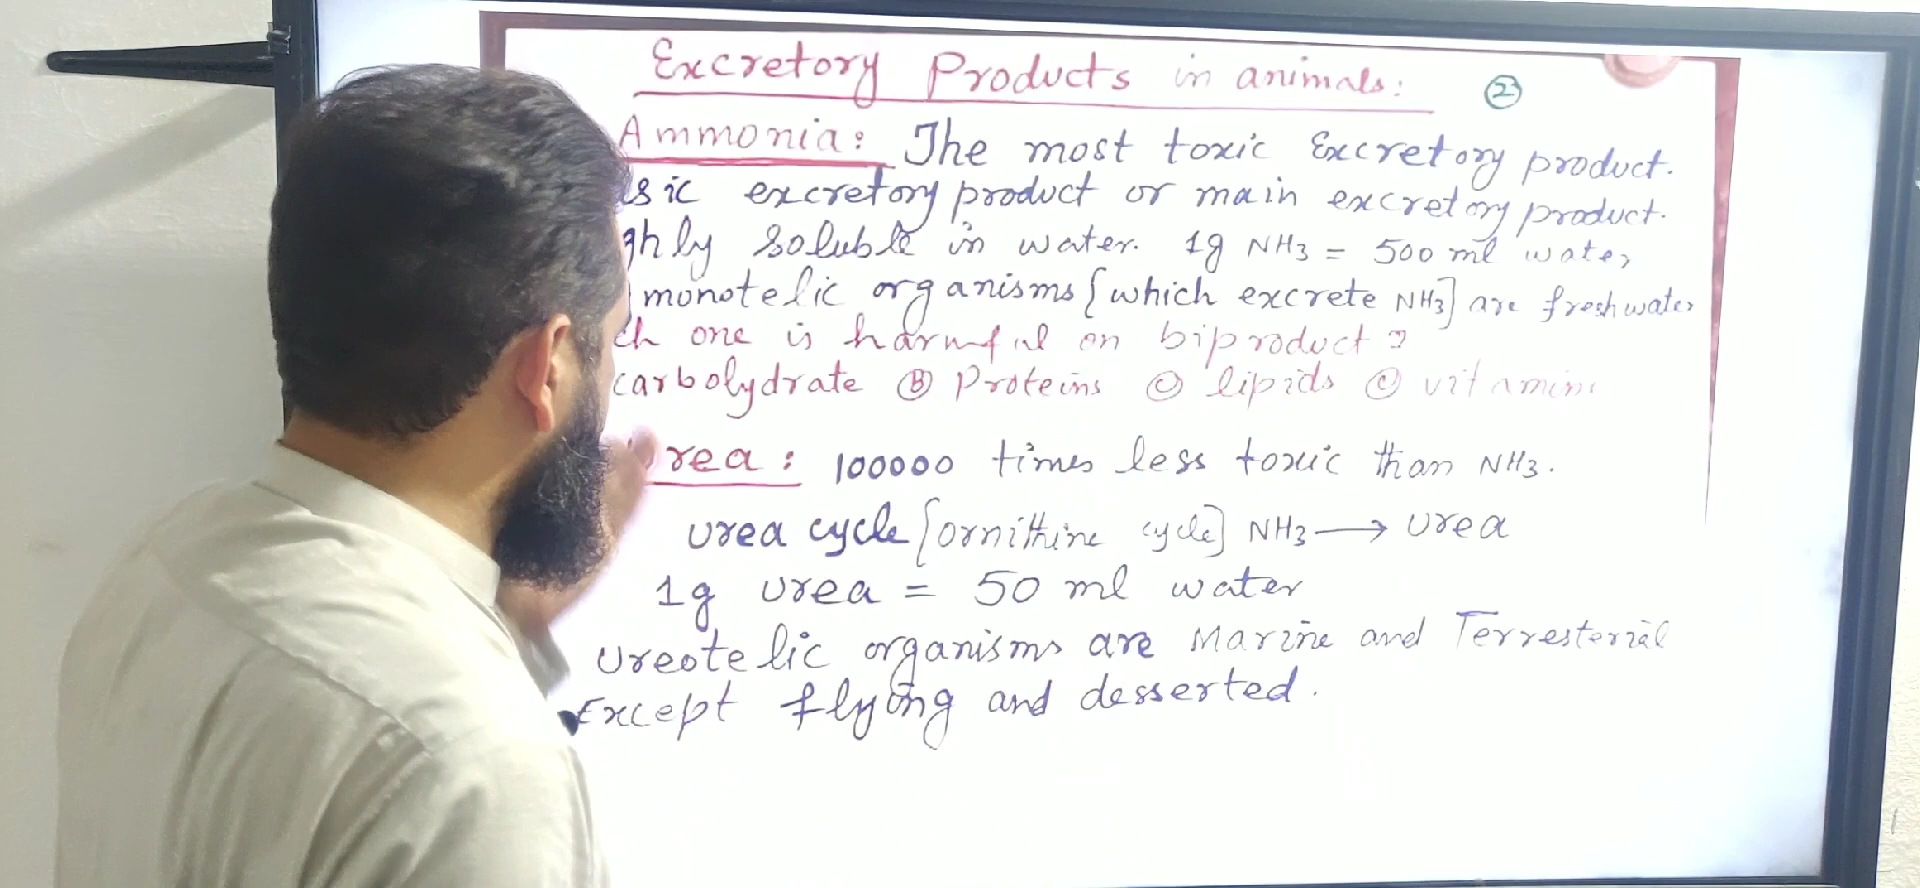 Excretory Products in animals: 2
Ammonia: The most toxic Excretory product.
sic excretory product or main excretory product.
ghly soluble in water. 1g NH3 = 500 ml water
monotelic organisms [which excrete NH3] are freshwater
ch one is harmful on biproduct ?
carbolydrate B Proteins C lipids C vitamins
rea: 100000 times less toxic than NH3.
urea cycle [ornithine cycle] NH3 → urea
1g urea = 50 ml water
Ureotelic organisms are Marine and Terresterial
Except flying and desserted.